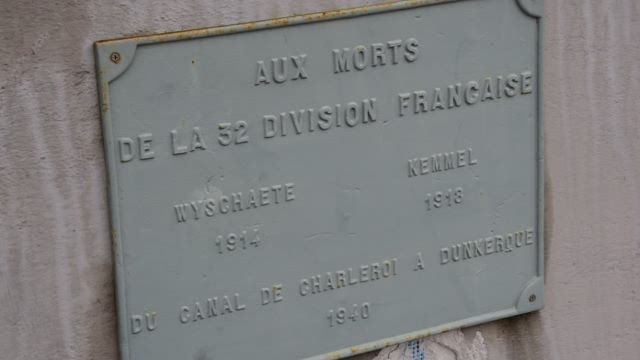 AUX MORTS
DE LA 32 DIVISION FRANCAISE
WYSCHAETE KEMMEL
1914 1918
DU CANAL DE CHARLEROI A DUNKERQUE
1940